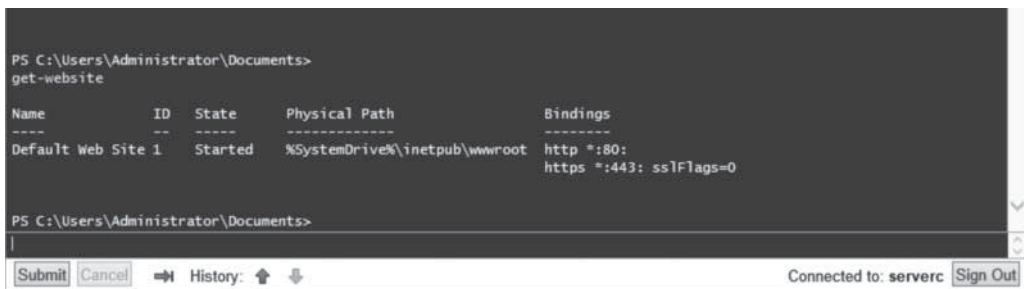 PS C:\Users\Administrator\Documents>
get-website
Name ID State Physical Path Bindings
---- -- ----- ------------- --------
Default Web Site 1 Started %SystemDrive%\inetpub\wwwroot http *:80:
https *:443: sslFlags=0
PS C:\Users\Administrator\Documents>
Submit Cancel History: Connected to: serverc Sign Out